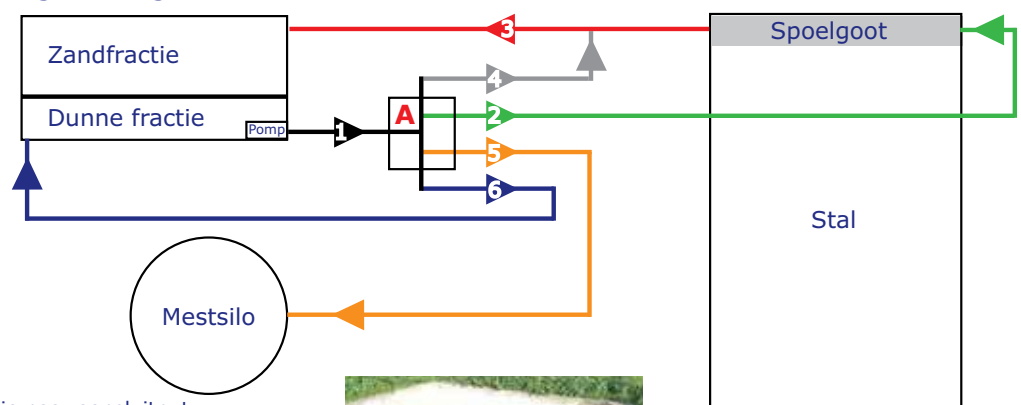 Spoelgoot
3
Zandfractie
4
A
2
Dunne fractie
Pomp
1
5
6
Stal
Mestsilo